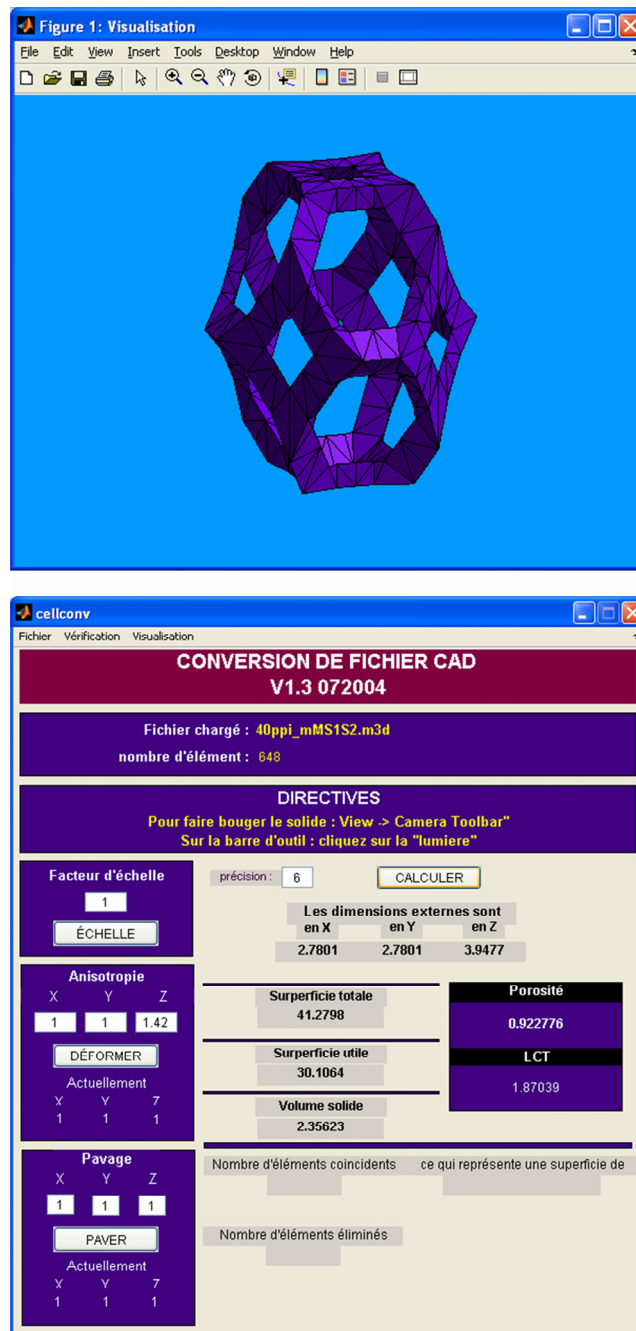 Figure 1: Visualisation
File Edit View Insert Tools Desktop Window Help
cellconv
Fichier Vérification Visualisation
CONVERSION DE FICHIER CAD
V1.3 072004
Fichier chargé : 40ppi_mMS1S2.m3d
nombre d'élément : 648
DIRECTIVES
Pour faire bouger le solide : View -> Camera Toolbar"
Sur la barre d'outil : cliquez sur la "lumiere"
Facteur d'échelle
1
ÉCHELLE
précision : 6 CALCULER
Les dimensions externes sont
en X en Y en Z
2.7801 2.7801 3.9477
Anisotropie
X Y Z
1 1 1.42
DÉFORMER
Actuellement
X Y Z
1 1 1
Surperficie totale
41.2798
Surperficie utile
30.1064
Volume solide
2.35623
Porosité
0.922776
LCT
1.87039
Pavage
X Y Z
1 1 1
PAVER
Actuellement
X Y Z
1 1 1
Nombre d'éléments coincidents ce qui représente une superficie de
Nombre d'éléments éliminés